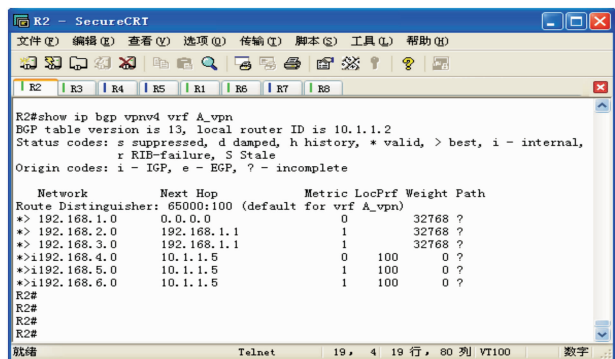 R2 - SecureCRT
文件(F) 编辑(E) 查看(V) 选项(O) 传输(T) 脚本(S) 工具(L) 帮助(H)
R2 R3 R4 R5 R1 R6 R7 R8
R2#show ip bgp vpnv4 vrf A_vpn
BGP table version is 13, local router ID is 10.1.1.2
Status codes: s suppressed, d damped, h history, * valid, > best, i - internal,
r RIB-failure, S Stale
Origin codes: i - IGP, e - EGP, ? - incomplete
Network Next Hop Metric LocPrf Weight Path
Route Distinguisher: 65000:100 (default for vrf A_vpn)
*> 192.168.1.0 0.0.0.0 0 32768 ?
*> 192.168.2.0 192.168.1.1 1 32768 ?
*> 192.168.3.0 192.168.1.1 1 32768 ?
*>i192.168.4.0 10.1.1.5 0 100 0 ?
*>i192.168.5.0 10.1.1.5 1 100 0 ?
*>i192.168.6.0 10.1.1.5 1 100 0 ?
R2#
R2#
R2#
R2#
就绪 Telnet 19, 4 19 行, 80 列 VT100 数字